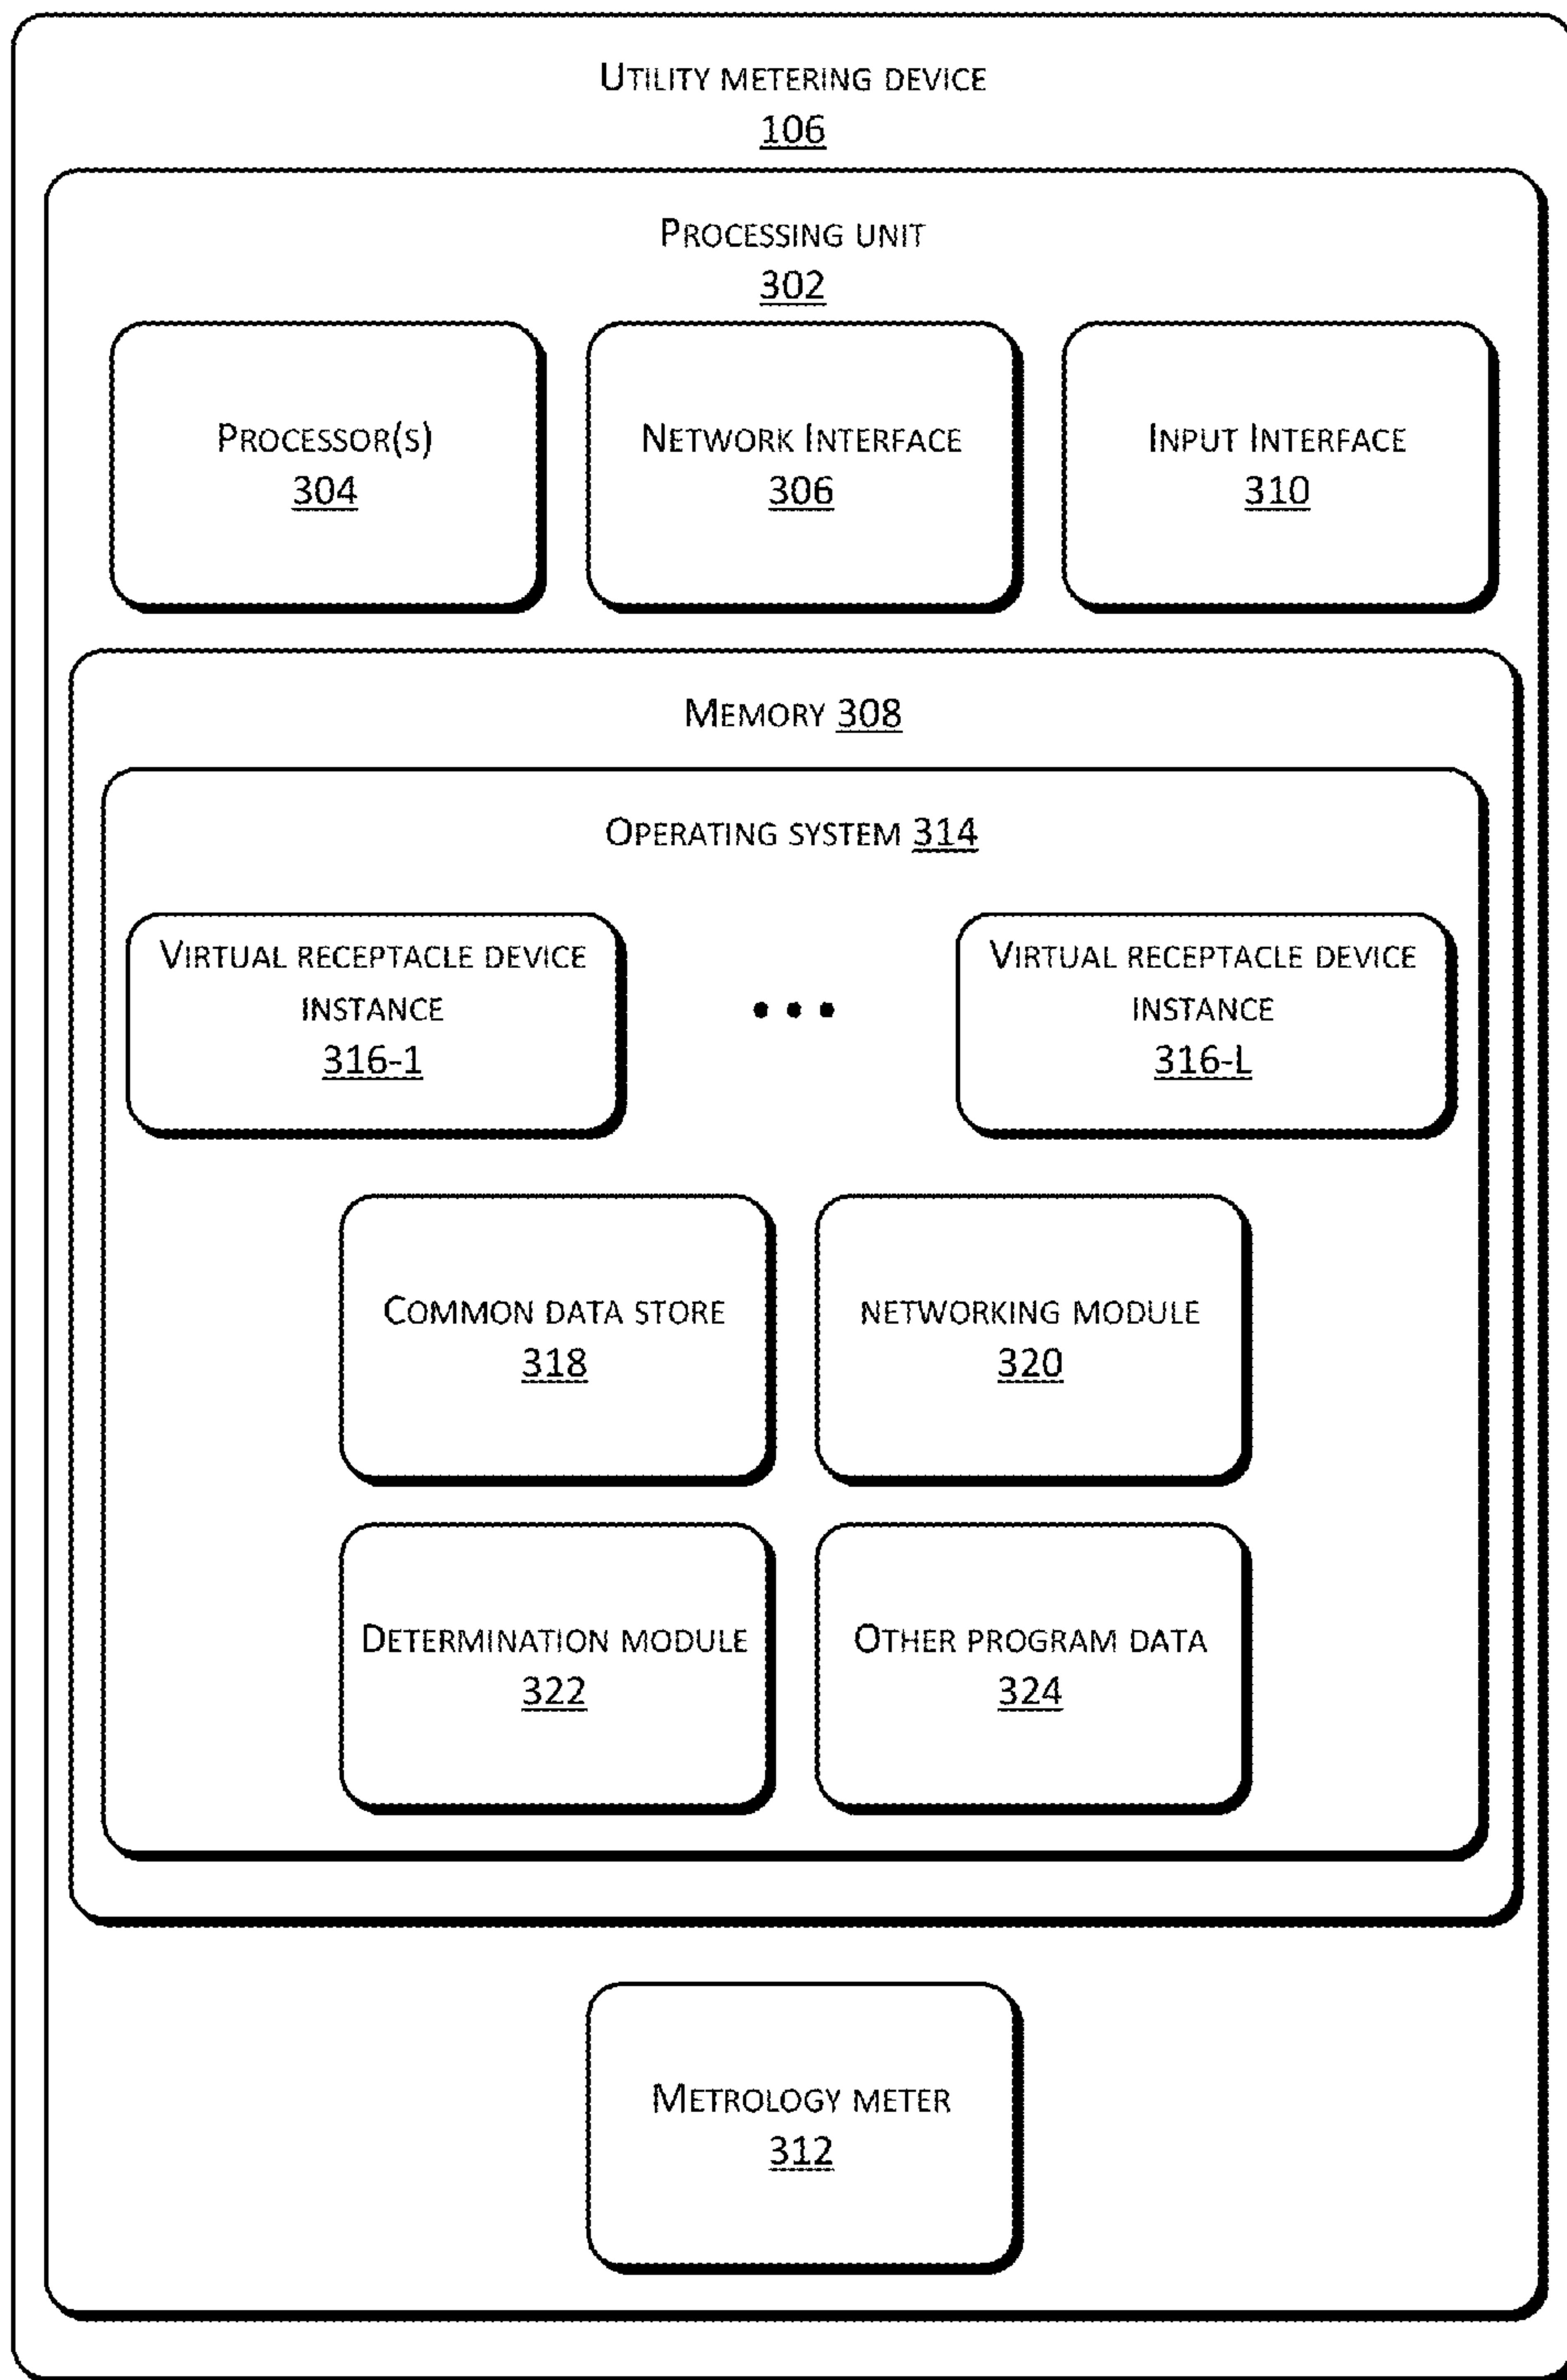 UTILITY METERING DEVICE
106
PROCESSING UNIT
302
PROCESSOR(S)
304
NETWORK INTERFACE
306
INPUT INTERFACE
310
MEMORY 308
OPERATING SYSTEM 314
VIRTUAL RECEPTACLE DEVICE
INSTANCE
316-1
• • •
VIRTUAL RECEPTACLE DEVICE
INSTANCE
316-L
COMMON DATA STORE
318
NETWORKING MODULE
320
DETERMINATION MODULE
322
OTHER PROGRAM DATA
324
METROLOGY METER
312